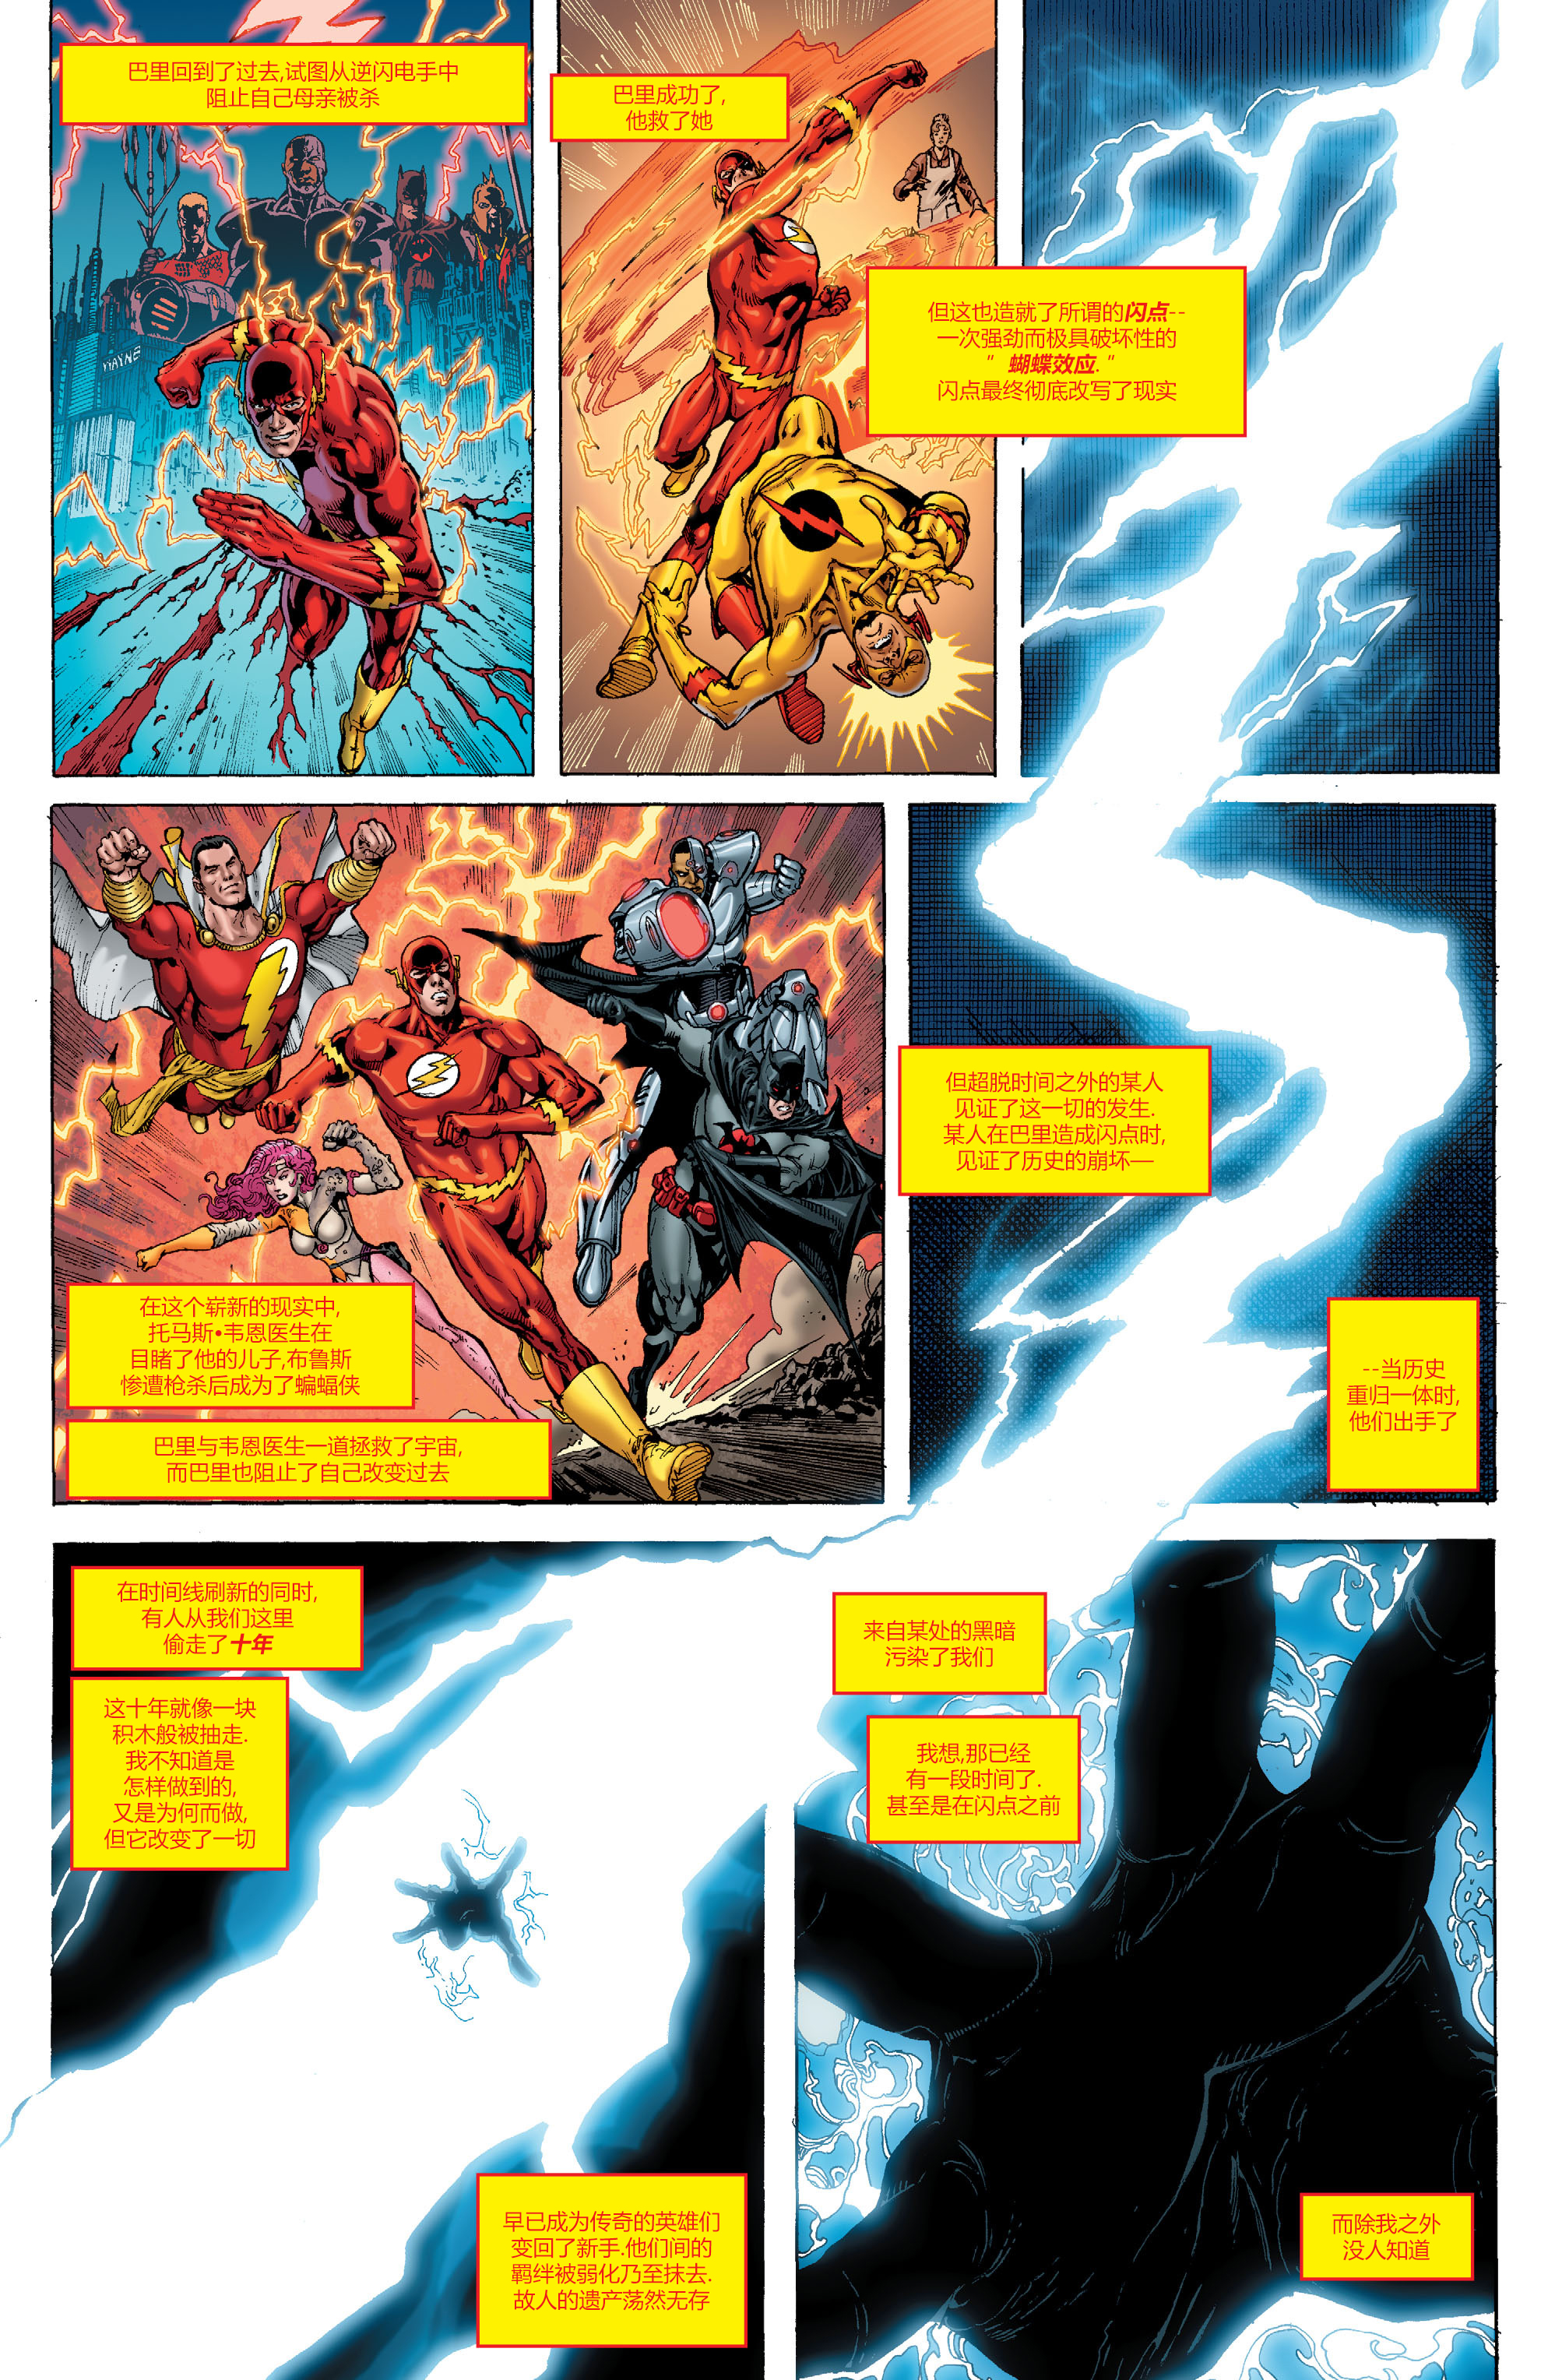 巴里回到了过去,试图从逆闪电手中
阻止自己母亲被杀
WAYNE
巴里成功了,
他救了她
但这也造就了所谓的闪点--
一次强劲而极具破坏性的
"蝴蝶效应."
闪点最终彻底改写了现实
在这个崭新的现实中,
托马斯•韦恩医生在
目睹了他的儿子,布鲁斯
惨遭枪杀后成为了蝙蝠侠
巴里与韦恩医生一道拯救了宇宙,
而巴里也阻止了自己改变过去
但超脱时间之外的某人
见证了这一切的发生.
某人在巴里造成闪点时,
见证了历史的崩坏—
--当历史
重归一体时,
他们出手了
在时间线刷新的同时,
有人从我们这里
偷走了十年
这十年就像一块
积木般被抽走.
我不知道是
怎样做到的,
又是为何而做,
但它改变了一切
早已成为传奇的英雄们
变回了新手.他们间的
羁绊被弱化乃至抹去.
故人的遗产荡然无存
来自某处的黑暗
污染了我们
我想,那已经
有一段时间了.
甚至是在闪点之前
而除我之外
没人知道